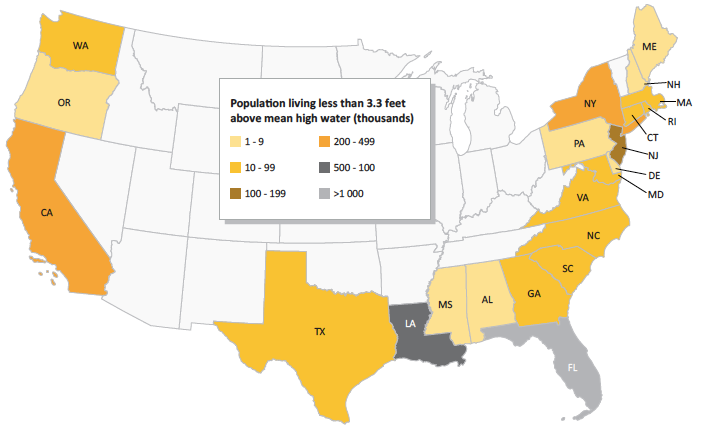 WA
ME
OR
NH
Population living less than 3.3 feet
above mean high water (thousands)
NY
MA
RI
1 - 9
200 - 499
PA
CT
10 - 99
500 - 100
NJ
100 - 199
>1 000
DE
MD
VA
CA
NC
SC
GA
MS
AL
LA
TX
FL